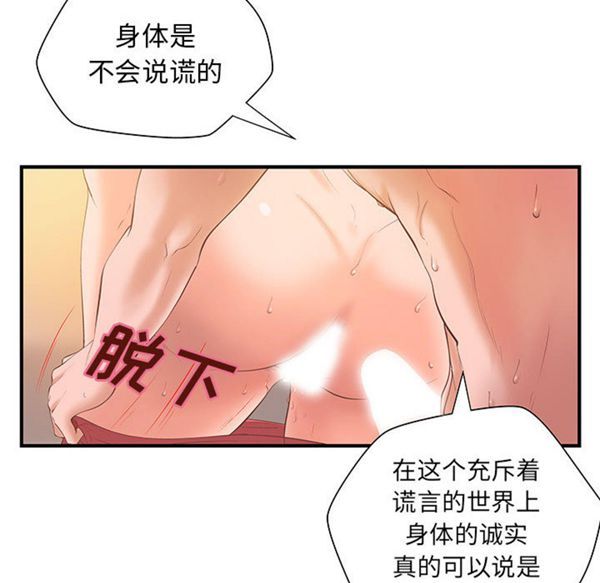 身体是
不会说谎的
脱下
在这个充斥着
谎言的世界上
身体的诚实
真的可以说是